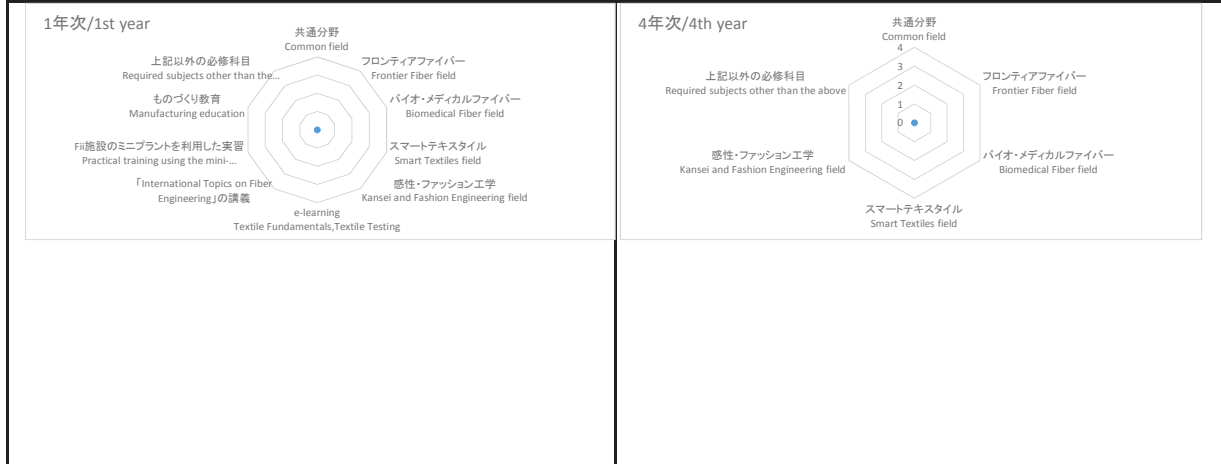 1年次/1st year
共通分野
Common field
フロンティアファイバー
Frontier Fiber field
バイオ・メディカルファイバー
Biomedical Fiber field
スマートテキスタイル
Smart Textiles field
感性・ファッション工学
Kansei and Fashion Engineering field
e-learning
Textile Fundamentals,Textile Testing
「International Topics on Fiber
Engineering」の講義
Fii施設のミニプラントを利用した実習
Practical training using the mini-…
ものづくり教育
Manufacturing education
上記以外の必修科目
Required subjects other than the…
4年次/4th year
共通分野
Common field
4
3
2
1
0
フロンティアファイバー
Frontier Fiber field
バイオ・メディカルファイバー
Biomedical Fiber field
スマートテキスタイル
Smart Textiles field
感性・ファッション工学
Kansei and Fashion Engineering field
上記以外の必修科目
Required subjects other than the above